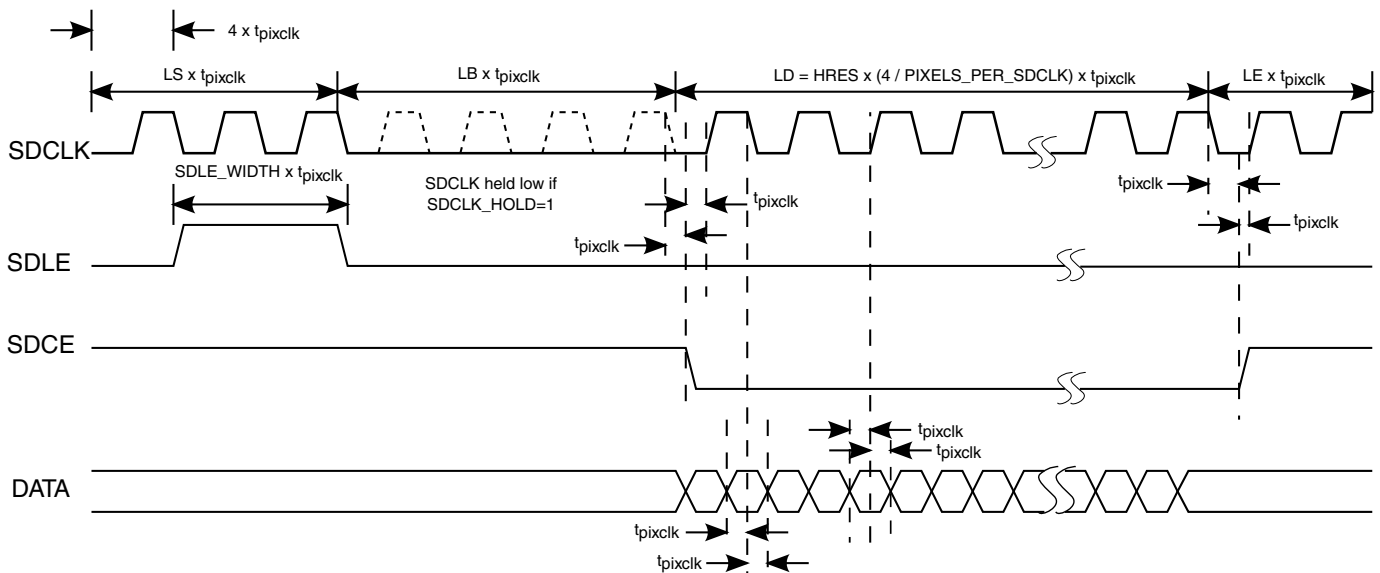 4 x tpixclk
LS x tpixclk
LB x tpixclk
LD = HRES x (4 / PIXELS_PER_SDCLK) x tpixclk
LE x tpixclk
SDCLK
SDLE_WIDTH x tpixclk
SDCLK held low if
SDCLK_HOLD=1
tpixclk
tpixclk
tpixclk
tpixclk
SDLE
SDCE
tpixclk
tpixclk
DATA
tpixclk
tpixclk